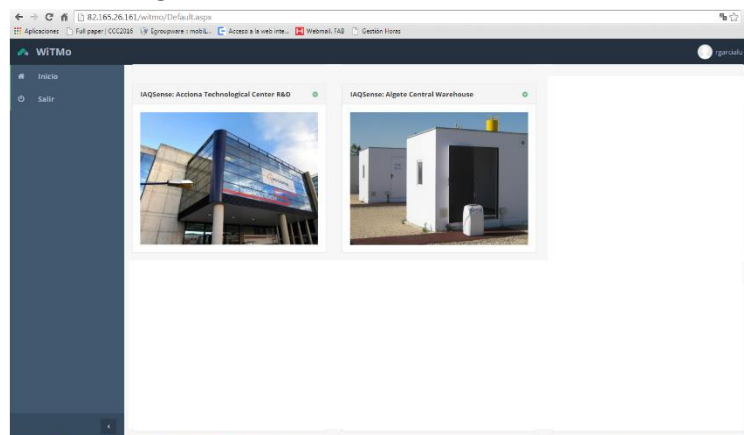 82.165.26.161/witmo/Default.aspx
Aplicaciones Full paper | CCC2016 Egroupware : mobiL.. Acceso a la web inte... Webmail. FAB Gestión Horas
WiTMo
rgarcialu
Inicio
Salir
IAQSense: Acciona Technological Center R&D
IAQSense: Algete Central Warehouse